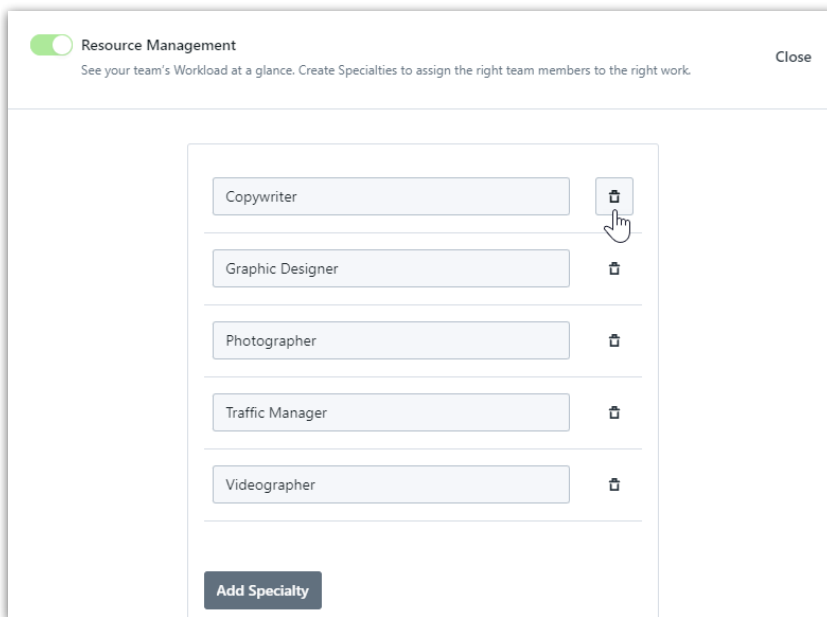 Resource Management
See your team's Workload at a glance. Create Specialties to assign the right team members to the right work.
Close
Copywriter
Graphic Designer
Photographer
Traffic Manager
Videographer
Add Specialty